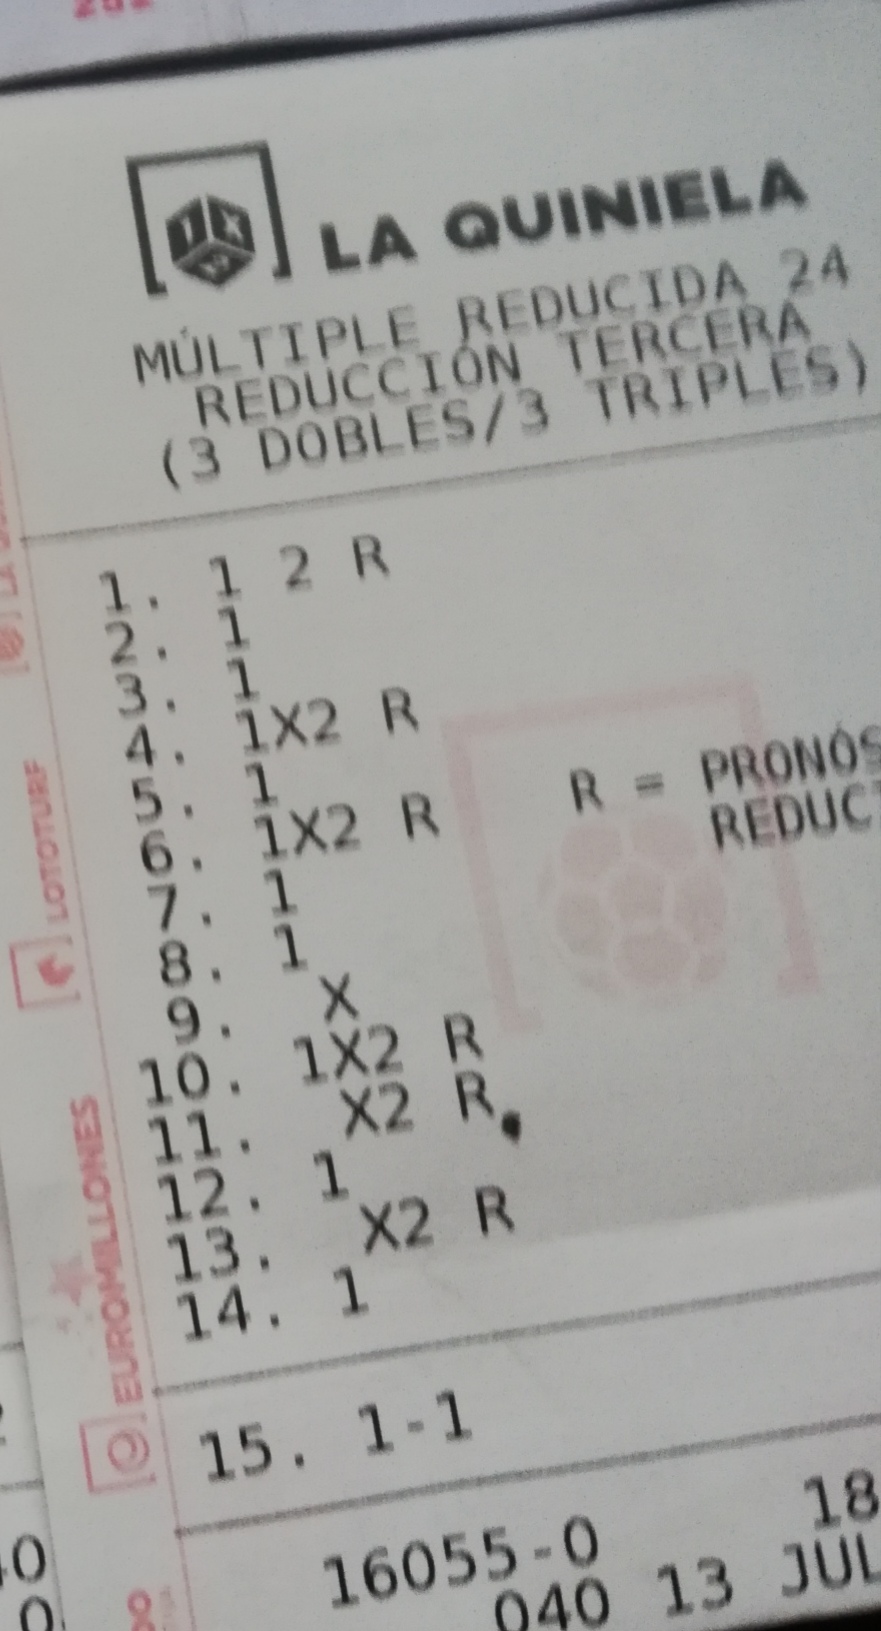 LA QUINIELA
MÚLTIPLE REDUCIDA 24
REDUCCIÓN TERCERA
(3 DOBLES/3 TRIPLES)
1. 1 2 R
2. 1
3. 1
4. 1X2 R
5. 1
6. 1X2 R
7. 1
8. 1
9. X
10. 1X2 R
11. X2 R
12. 1
13. X2 R
14. 1
R = PRONÓS
REDUC
15. 1-1
16055-0 18
040 13 JUL
LOTOTURF
EUROMILLONES